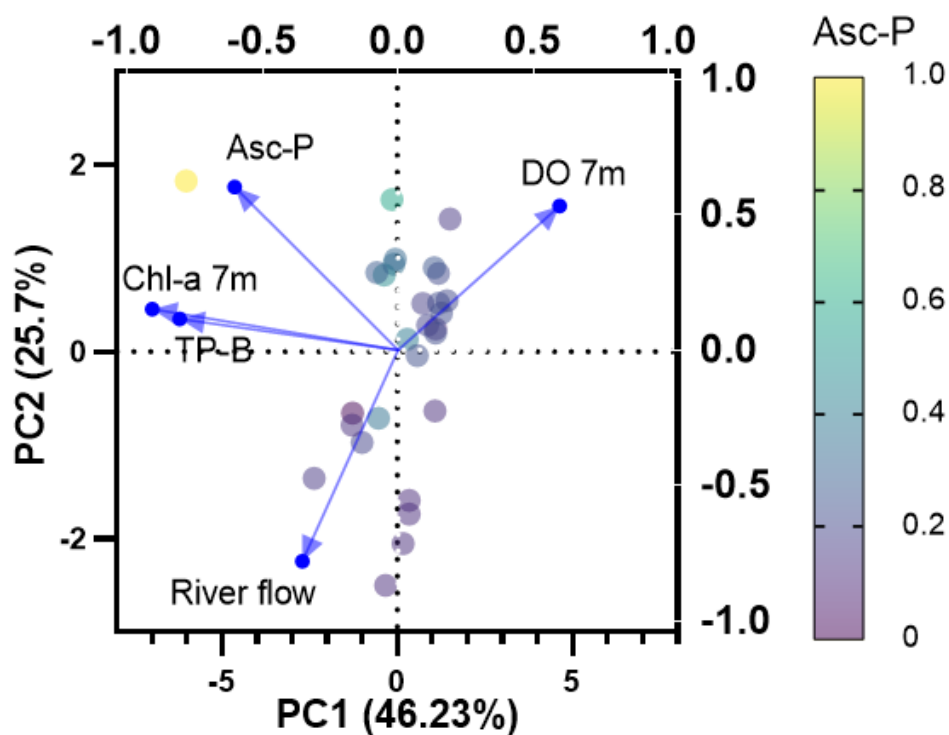 -1.0 -0.5 0.0 0.5 1.0
Asc-P
1.0
0.5
0.0
-0.5
-1.0
2
0
-2
PC2 (25.7%)
Asc-P
DO 7m
Chl-a 7m
TP-B
River flow
-5 0 5
PC1 (46.23%)
1.0
0.8
0.6
0.4
0.2
0